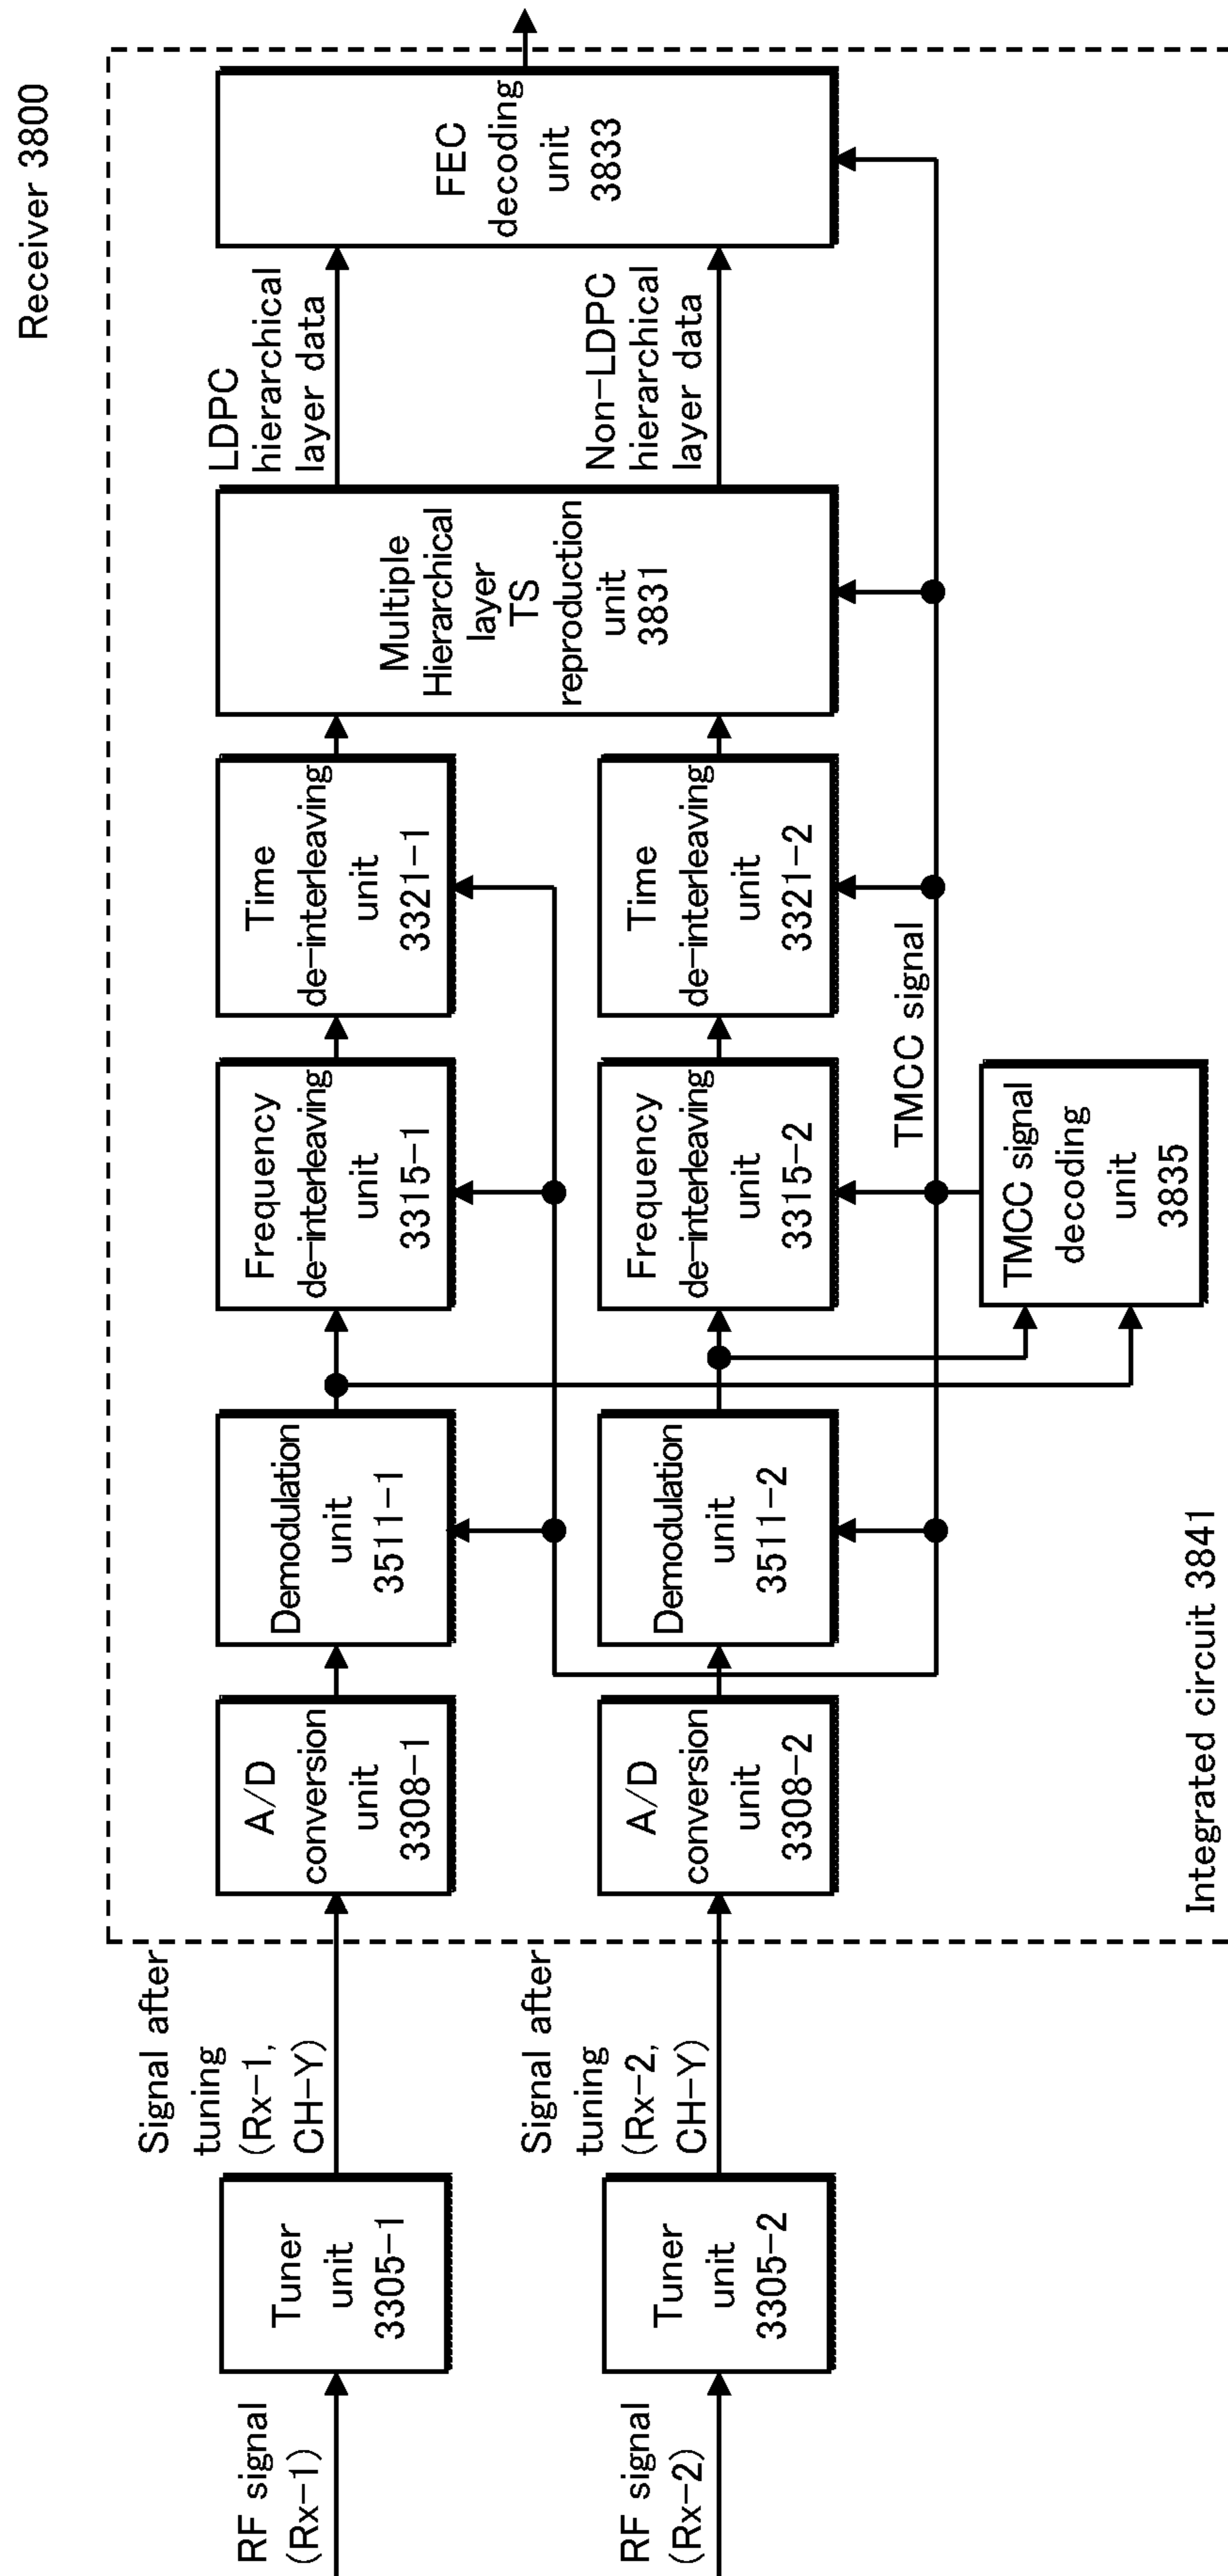 Receiver 3800
RF signal
(Rx-1)
Tuner
unit
3305-1
Signal after
tuning
(Rx-1,
CH-Y)
A/D
conversion
unit
3308-1
Demodulation
unit
3511-1
Frequency
de-interleaving
unit
3315-1
Time
de-interleaving
unit
3321-1
Multiple
Hierarchical
layer
TS
reproduction
unit
3831
LDPC
hierarchical
layer data
FEC
decoding
unit
3833
RF signal
(Rx-2)
Tuner
unit
3305-2
Signal after
tuning
(Rx-2,
CH-Y)
A/D
conversion
unit
3308-2
Demodulation
unit
3511-2
Frequency
de-interleaving
unit
3315-2
Time
de-interleaving
unit
3321-2
Non-LDPC
hierarchical
layer data
TMCC signal
TMCC signal
decoding
unit
3835
Integrated circuit 3841